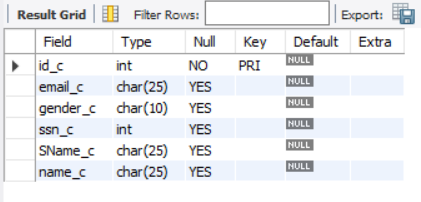 Result Grid Filter Rows: Export:
Field Type Null Key Default Extra
id_c int NO PRI NULL
email_c char(25) YES NULL
gender_c char(10) YES NULL
ssn_c int YES NULL
SName_c char(25) YES NULL
name_c char(25) YES NULL